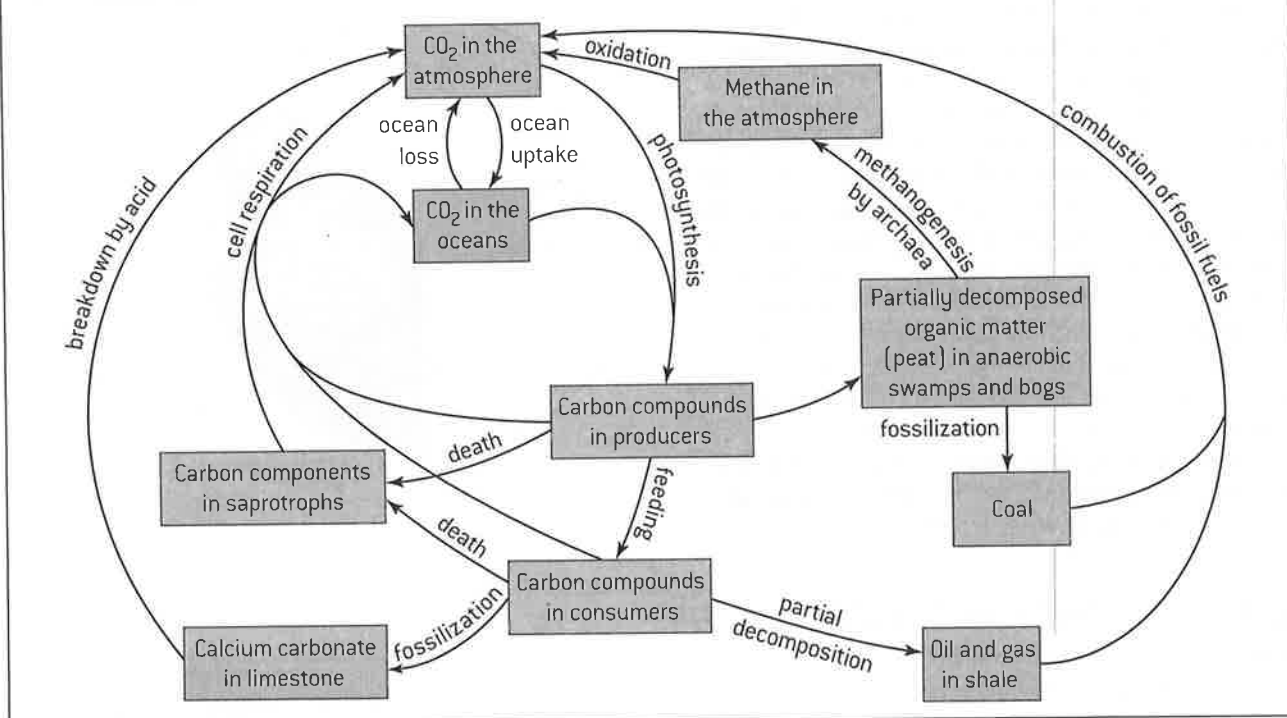 CO₂ in the
atmosphere
oxidation
Methane in
the atmosphere
combustion of fossil fuels
ocean
loss
ocean
uptake
photosynthesis
methanogenesis
by archaea
cell respiration
breakdown by acid
CO₂ in the
oceans
Partially decomposed
organic matter
(peat) in anaerobic
swamps and bogs
fossilization
Carbon compounds
in producers
death
feeding
Carbon components
in saprotrophs
Coal
death
Carbon compounds
in consumers
partial
decomposition
fossilization
Calcium carbonate
in limestone
Oil and gas
in shale